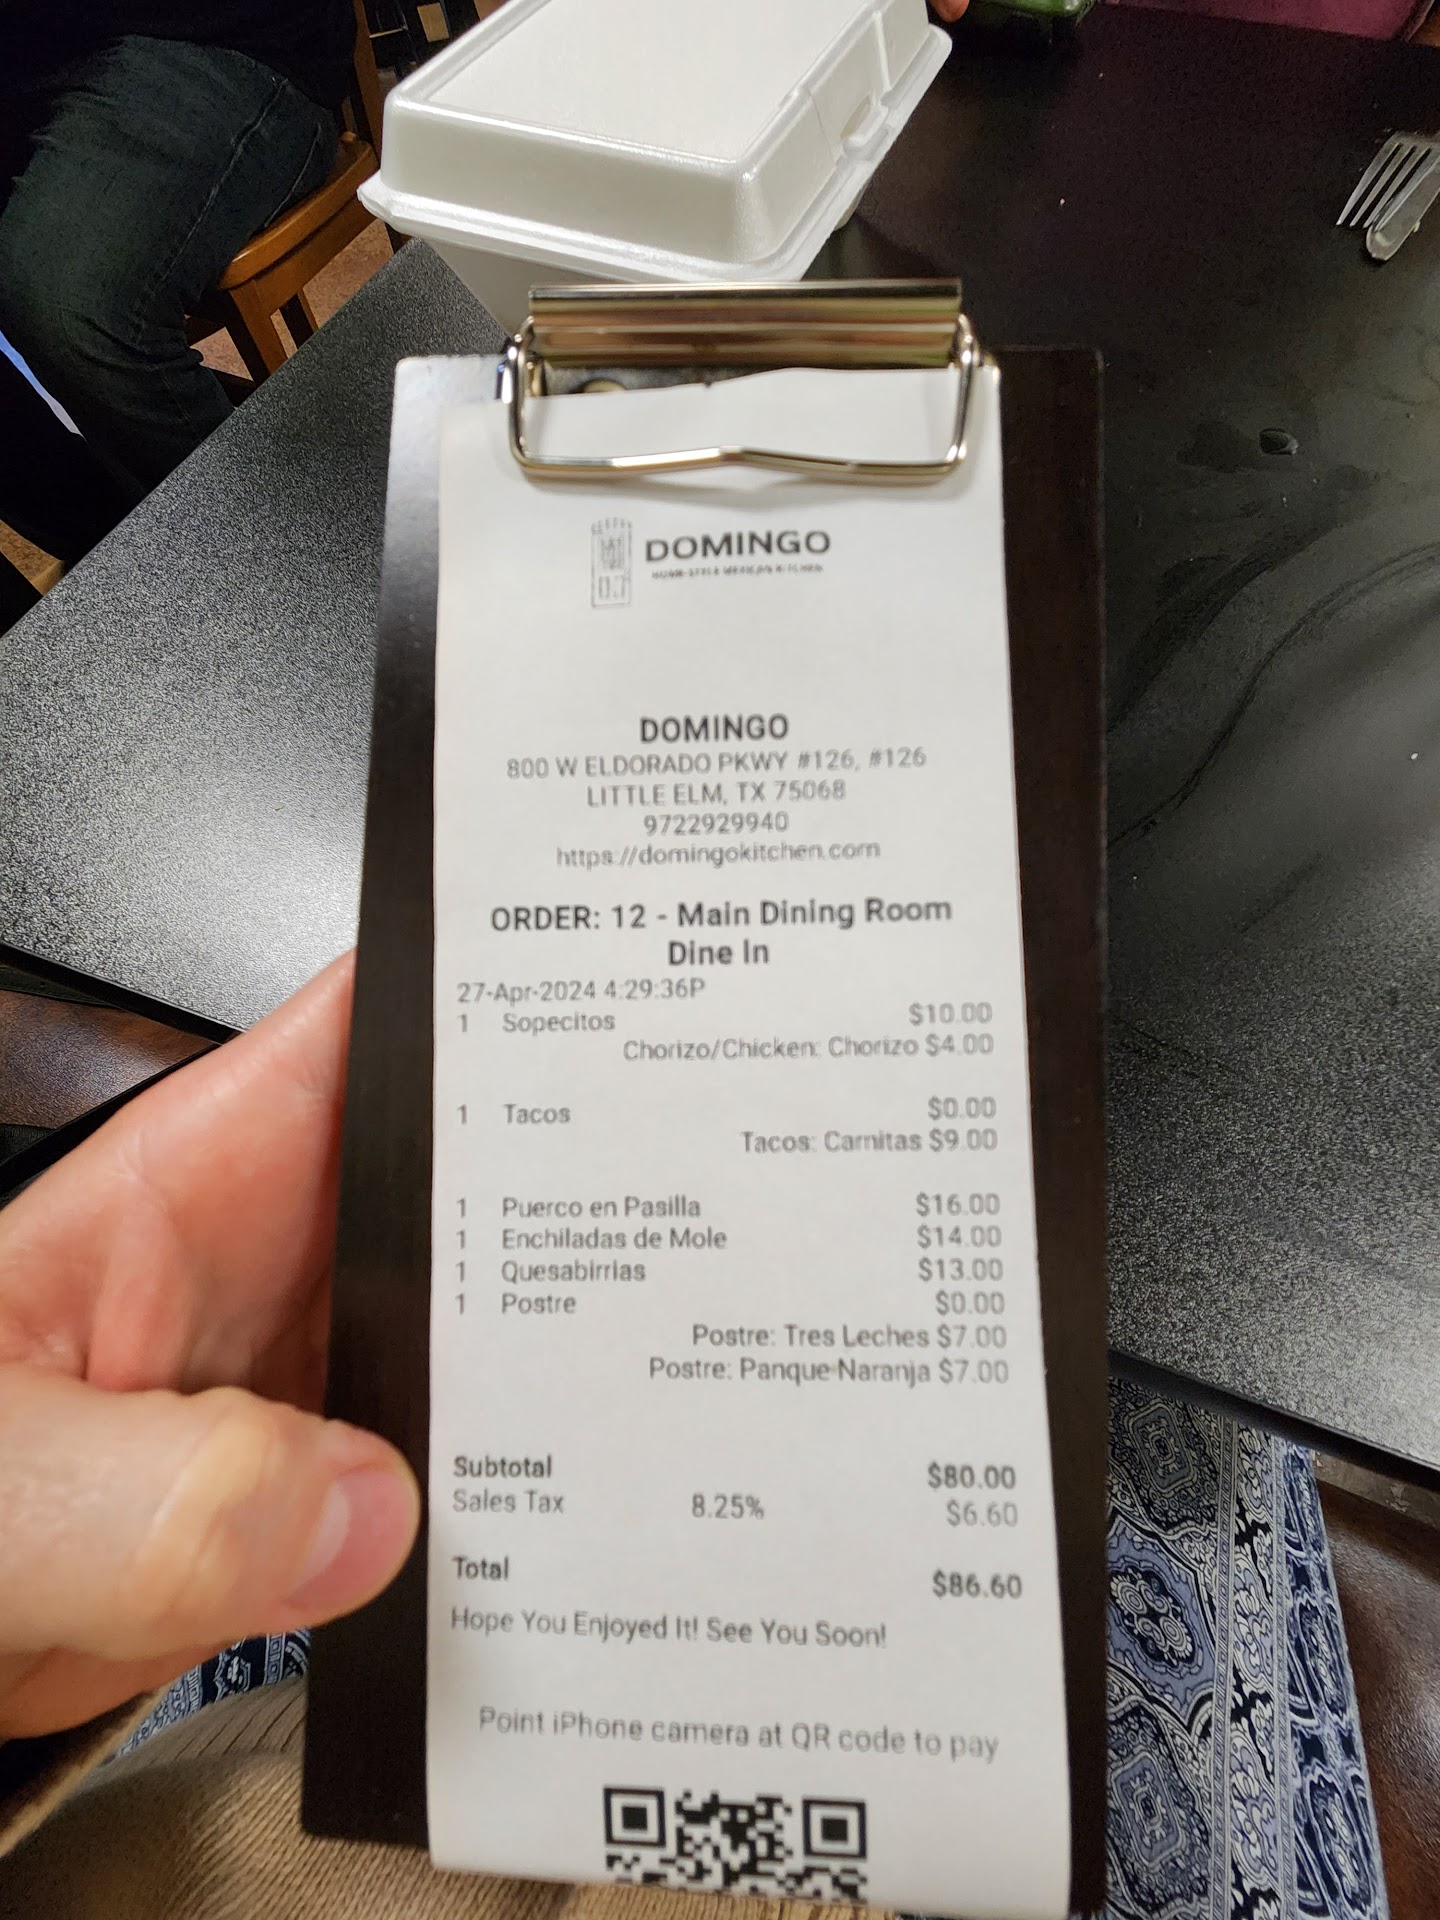 DOMINGO
HOME-STYLE MEXICAN KITCHEN
DOMINGO
800 W ELDORADO PKWY #126, #126
LITTLE ELM, TX 75068
9722929940
https://domingokitchen.com
ORDER: 12 - Main Dining Room
Dine In
27-Apr-2024 4:29:36P
1 Sopecitos $10.00
Chorizo/Chicken: Chorizo $4.00
1 Tacos $0.00
Tacos: Carnitas $9.00
1 Puerco en Pasilla $16.00
1 Enchiladas de Mole $14.00
1 Quesabirrias $13.00
1 Postre $0.00
Postre: Tres Leches $7.00
Postre: Panque Naranja $7.00
Subtotal $80.00
Sales Tax 8.25% $6.60
Total $86.60
Hope You Enjoyed It! See You Soon!
Point iPhone camera at QR code to pay